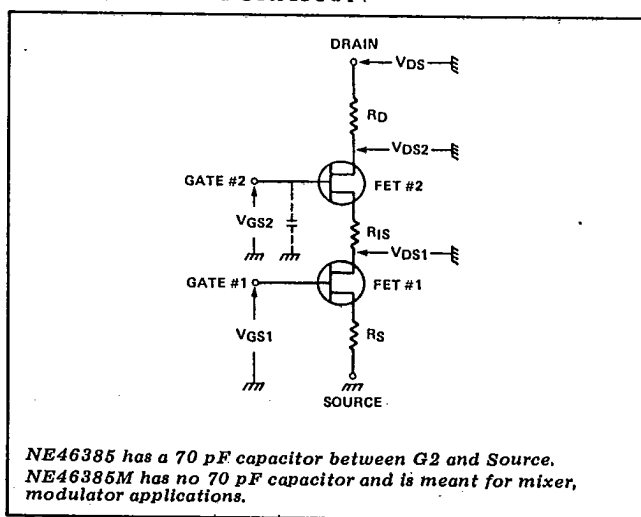 DRAIN
VDS
RD
VDS2
GATE #2
FET #2
VGS2
RIS
VDS1
GATE #1
FET #1
VGS1
RS
SOURCE
NE46385 has a 70 pF capacitor between G2 and Source.
NE46385M has no 70 pF capacitor and is meant for mixer,
modulator applications.